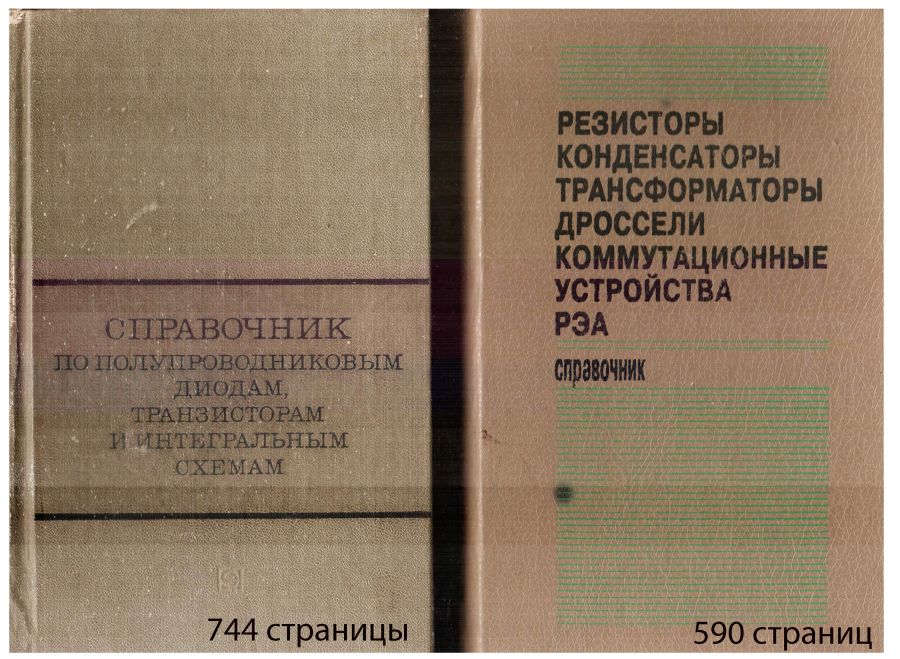 СПРАВОЧНИК
ПО ПОЛУПРОВОДНИКОВЫМ
ДИОДАМ,
ТРАНЗИСТОРАМ
И ИНТЕГРАЛЬНЫМ
СХЕМАМ
744 страницы
РЕЗИСТОРЫ
КОНДЕНСАТОРЫ
ТРАНСФОРМАТОРЫ
ДРОССЕЛИ
КОММУТАЦИОННЫЕ
УСТРОЙСТВА
РЭА
справочник
590 страниц